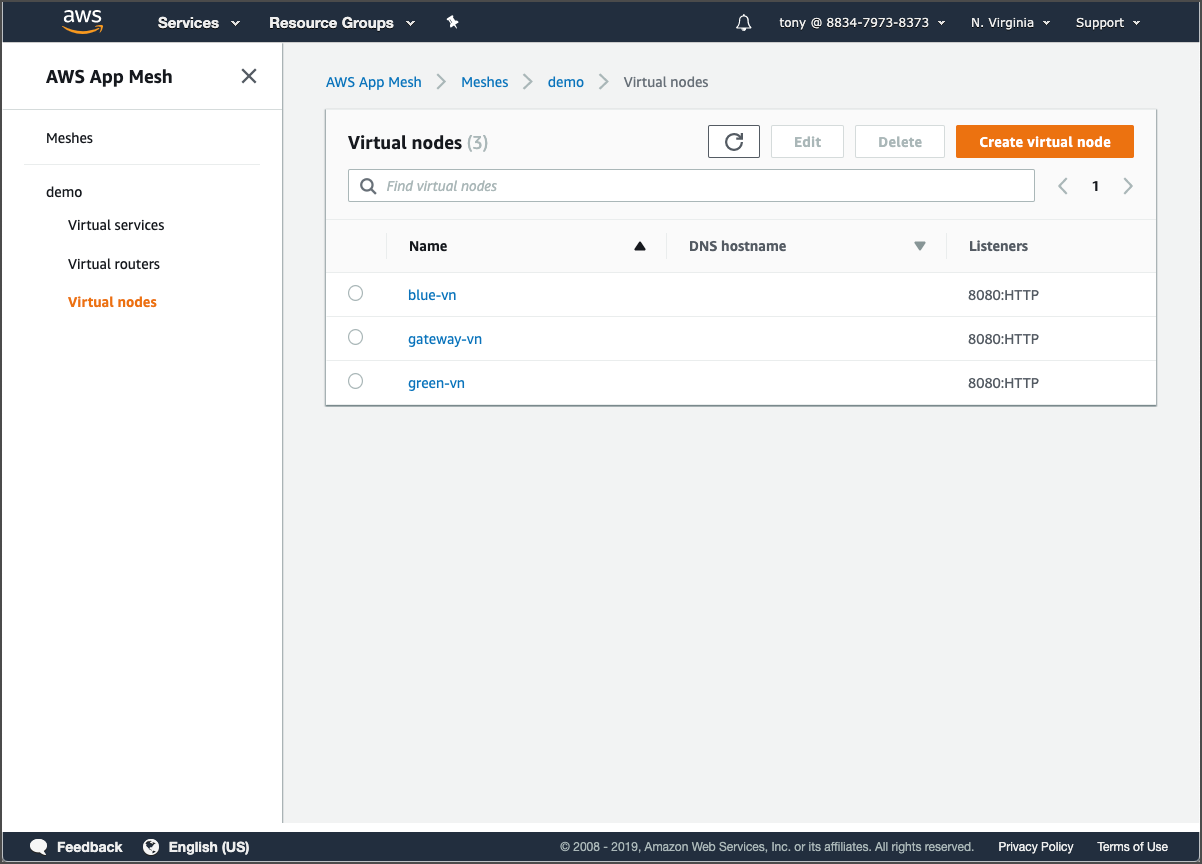 aws Services Resource Groups tony @ 8834-7973-8373 N. Virginia Support
AWS App Mesh
Meshes
demo
Virtual services
Virtual routers
Virtual nodes
AWS App Mesh Meshes demo Virtual nodes
Virtual nodes (3) Edit Delete Create virtual node
Find virtual nodes 1
Name DNS hostname Listeners
blue-vn 8080:HTTP
gateway-vn 8080:HTTP
green-vn 8080:HTTP
Feedback English (US) © 2008 - 2019, Amazon Web Services, Inc. or its affiliates. All rights reserved. Privacy Policy Terms of Use